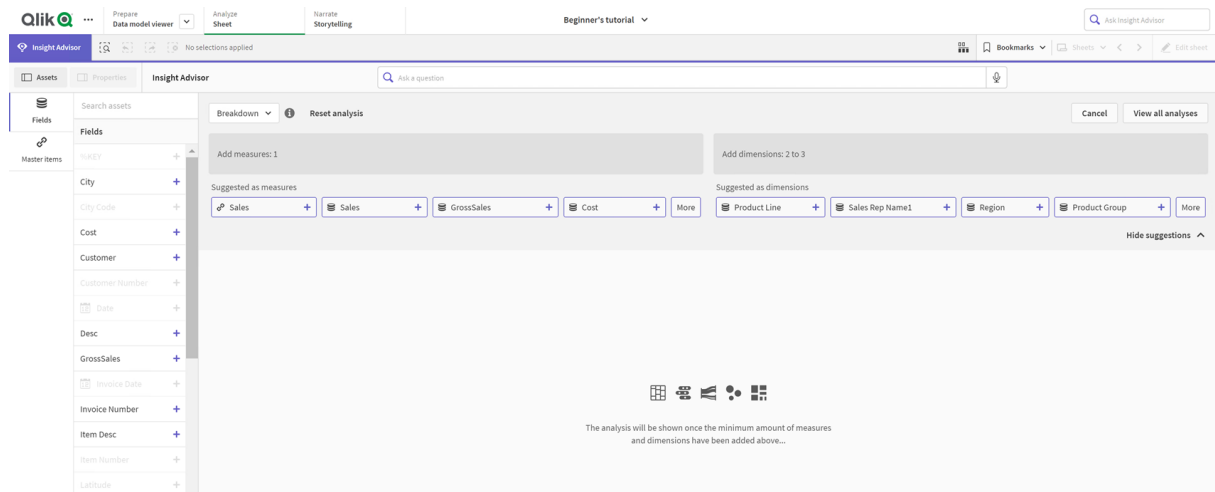 Qlik
Prepare
Data model viewer
Analyze
Sheet
Narrate
Storytelling
Beginner's tutorial
Ask Insight Advisor
Insight Advisor
No selections applied
Bookmarks
Sheets
Edit sheet
Assets
Properties
Insight Advisor
Ask a question
Fields
Master items
Search assets
Fields
%KEY
City
City Code
Cost
Customer
Customer Number
Date
Desc
GrossSales
Invoice Date
Invoice Number
Item Desc
Item Number
Latitude
Breakdown
Reset analysis
Cancel
View all analyses
Add measures: 1
Add dimensions: 2 to 3
Suggested as measures
Sales
Sales
GrossSales
Cost
More
Suggested as dimensions
Product Line
Sales Rep Name1
Region
Product Group
More
Hide suggestions
The analysis will be shown once the minimum amount of measures
and dimensions have been added above...